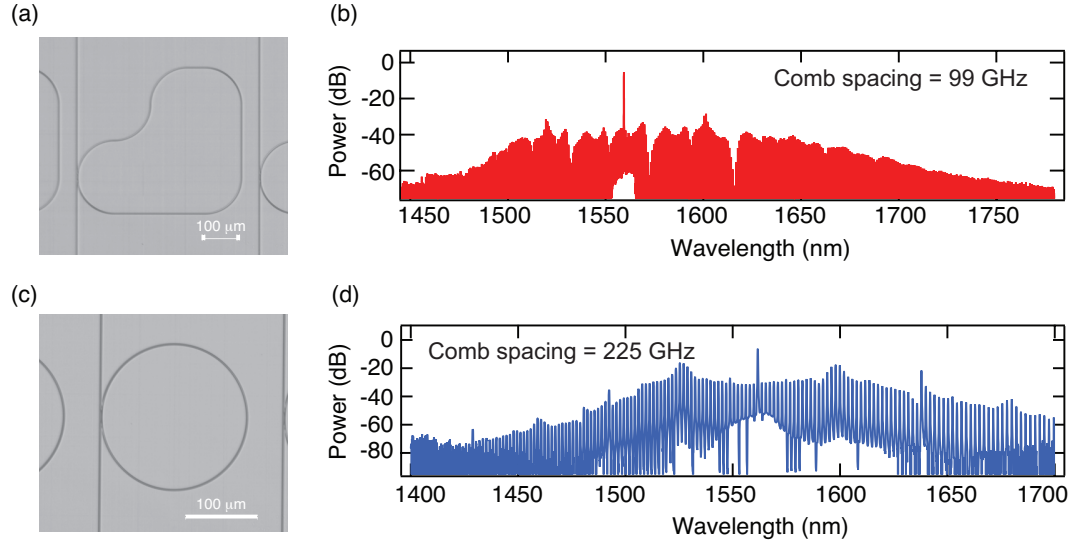 (a)
100 μm
(b)
Comb spacing = 99 GHz
Power (dB)
0
-20
-40
-60
1450 1500 1550 1600 1650 1700 1750
Wavelength (nm)
(c)
100 μm
(d)
Comb spacing = 225 GHz
Power (dB)
0
-20
-40
-60
-80
1400 1450 1500 1550 1600 1650 1700
Wavelength (nm)